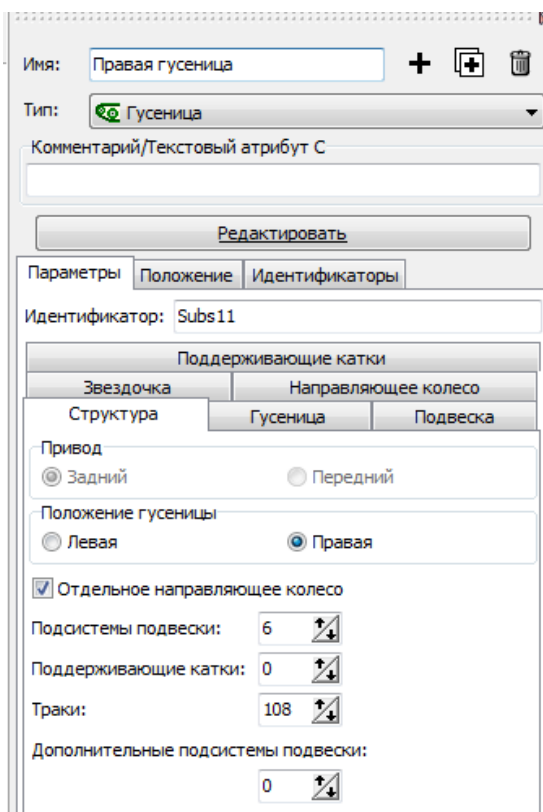 Имя: Правая гусеница
Тип: Гусеница
Комментарий/Текстовый атрибут C
Редактировать
Параметры Положение Идентификаторы
Идентификатор: Subs11
Поддерживающие катки
Звездочка Направляющее колесо
Структура Гусеница Подвеска
Привод
Задний Передний
Положение гусеницы
Левая Правая
Отдельное направляющее колесо
Подсистемы подвески: 6
Поддерживающие катки: 0
Траки: 108
Дополнительные подсистемы подвески:
0